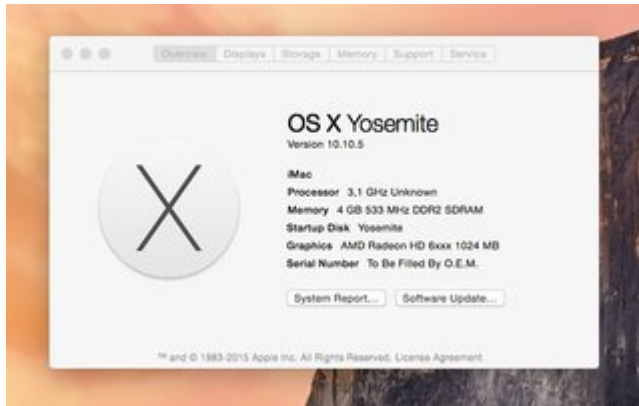 Overview Displays Storage Memory Support Service
OS X Yosemite
Version 10.10.5
iMac
Processor 3,1 GHz Unknown
Memory 4 GB 533 MHz DDR2 SDRAM
Startup Disk Yosemite
Graphics AMD Radeon HD 6xxx 1024 MB
Serial Number To Be Filled By O.E.M.
System Report... Software Update...
™ and © 1983-2015 Apple Inc. All Rights Reserved. License Agreement